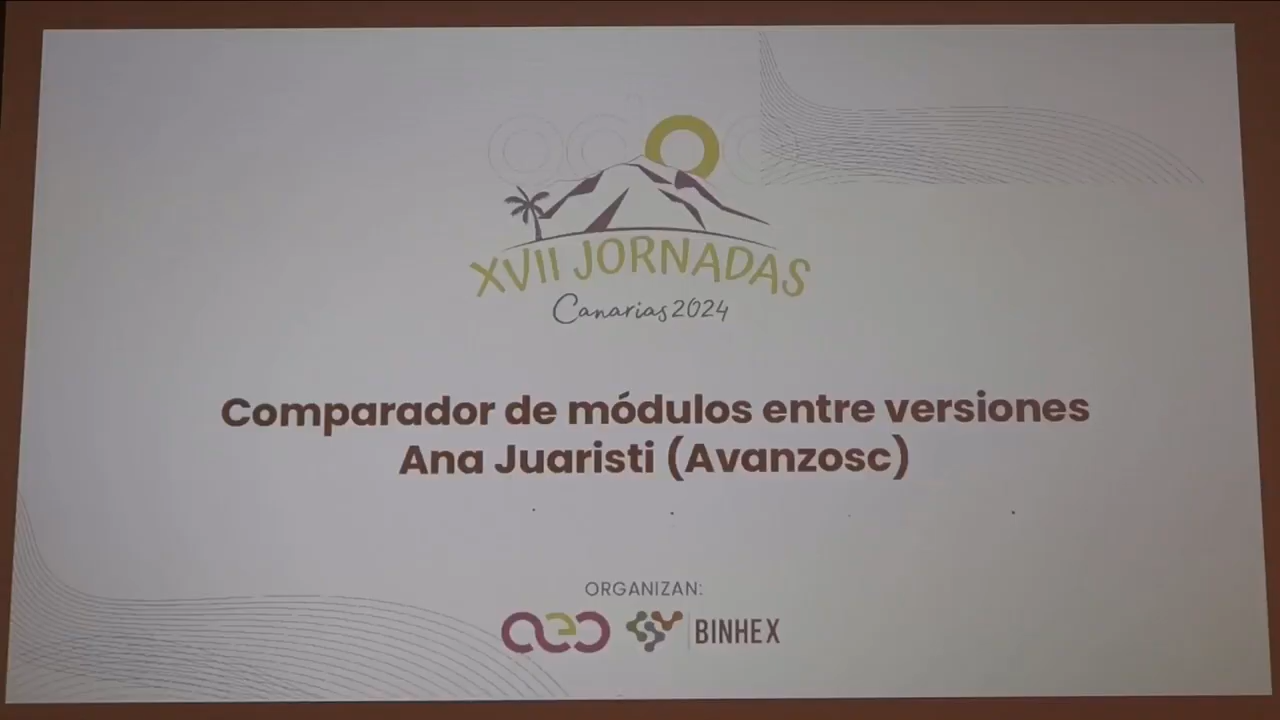 XVII JORNADAS
Canarias 2024
Comparador de módulos entre versiones
Ana Juaristi (Avanzosc)
ORGANIZAN:
aeo BINHEX